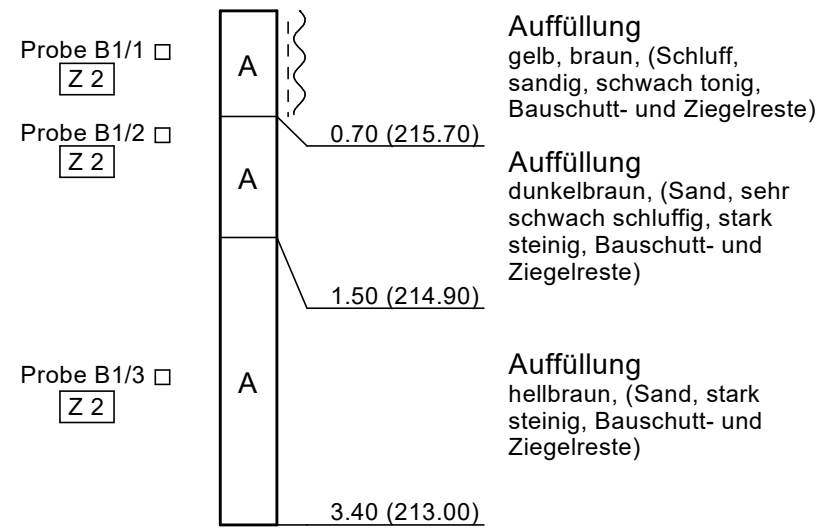 Probe B1/1
Z 2
A
Auffüllung
gelb, braun, (Schluff,
sandig, schwach tonig,
Bauschutt- und Ziegelreste)
0.70 (215.70)
Probe B1/2
Z 2
A
Auffüllung
dunkelbraun, (Sand, sehr
schwach schluffig, stark
steinig, Bauschutt- und
Ziegelreste)
1.50 (214.90)
Probe B1/3
Z 2
A
Auffüllung
hellbraun, (Sand, stark
steinig, Bauschutt- und
Ziegelreste)
3.40 (213.00)